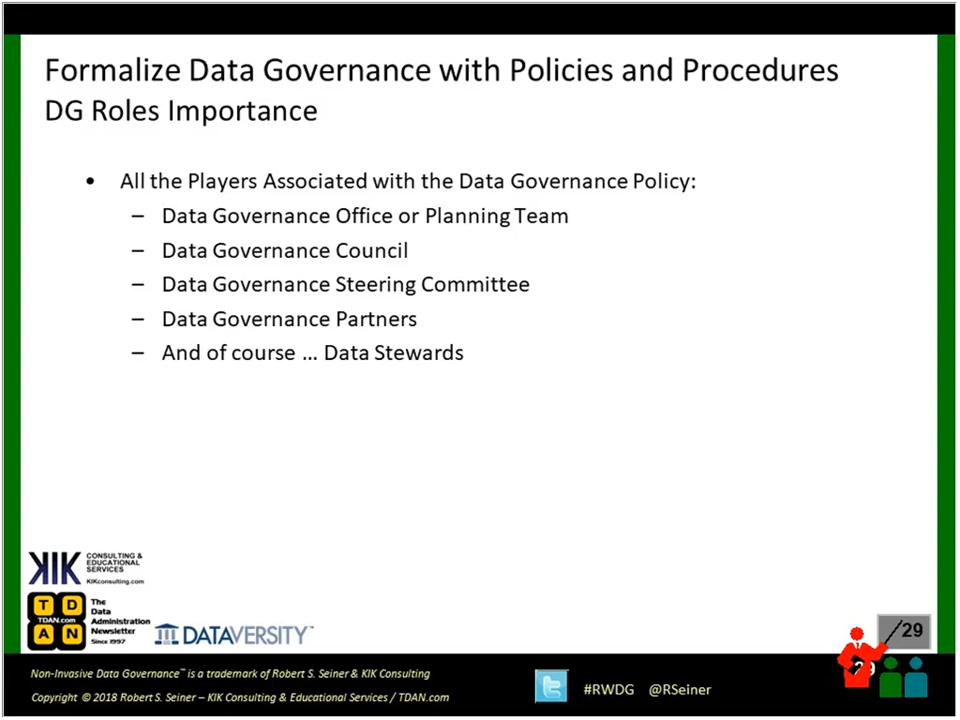 Formalize Data Governance with Policies and Procedures
DG Roles Importance
• All the Players Associated with the Data Governance Policy:
– Data Governance Office or Planning Team
– Data Governance Council
– Data Governance Steering Committee
– Data Governance Partners
– And of course … Data Stewards
KIK CONSULTING &
EDUCATIONAL
SERVICES
KIKconsulting.com
T D
TDAN.com
A N
The
Data
Administration
Newsletter
Since 1997
DATAVERSITY™
29
29
Non-Invasive Data Governance™ is a trademark of Robert S. Seiner & KIK Consulting
Copyright © 2018 Robert S. Seiner – KIK Consulting & Educational Services / TDAN.com
#RWDG @RSeiner